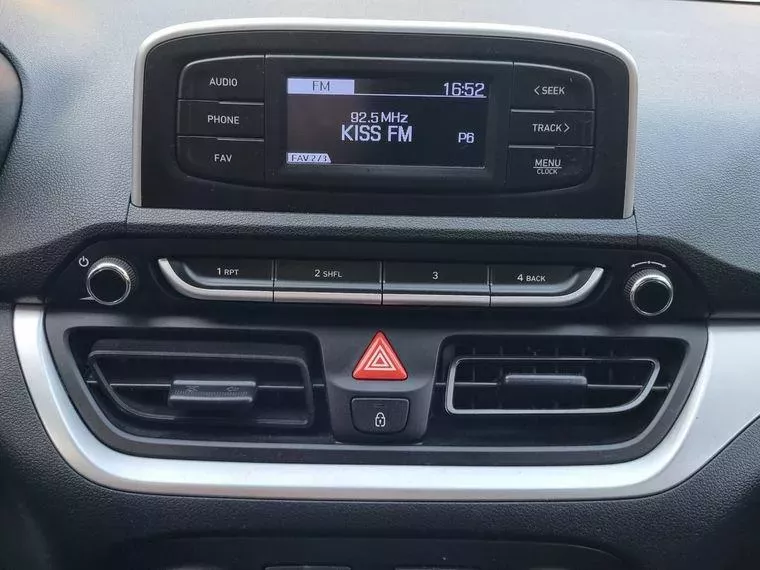 AUDIO
PHONE
FAV
FM 16:52
92.5 MHz
KISS FM P6
FAV 2/3
< SEEK
TRACK >
MENU
CLOCK
1 RPT 2 SHFL 3 4 BACK